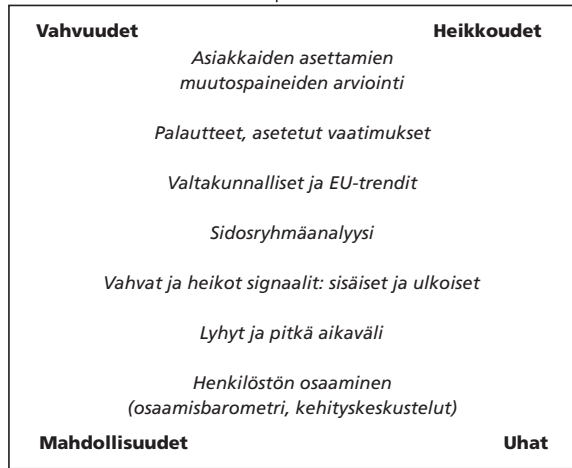 Vahvuudet Heikkoudet
Asiakkaiden asettamien
muutospaineiden arviointi
Palautteet, asetetut vaatimukset
Valtakunnalliset ja EU-trendit
Sidosryhmäanalyysi
Vahvat ja heikot signaalit: sisäiset ja ulkoiset
Lyhyt ja pitkä aikaväli
Henkilöstön osaaminen
(osaamisbarometri, kehityskeskustelut)
Mahdollisuudet Uhat